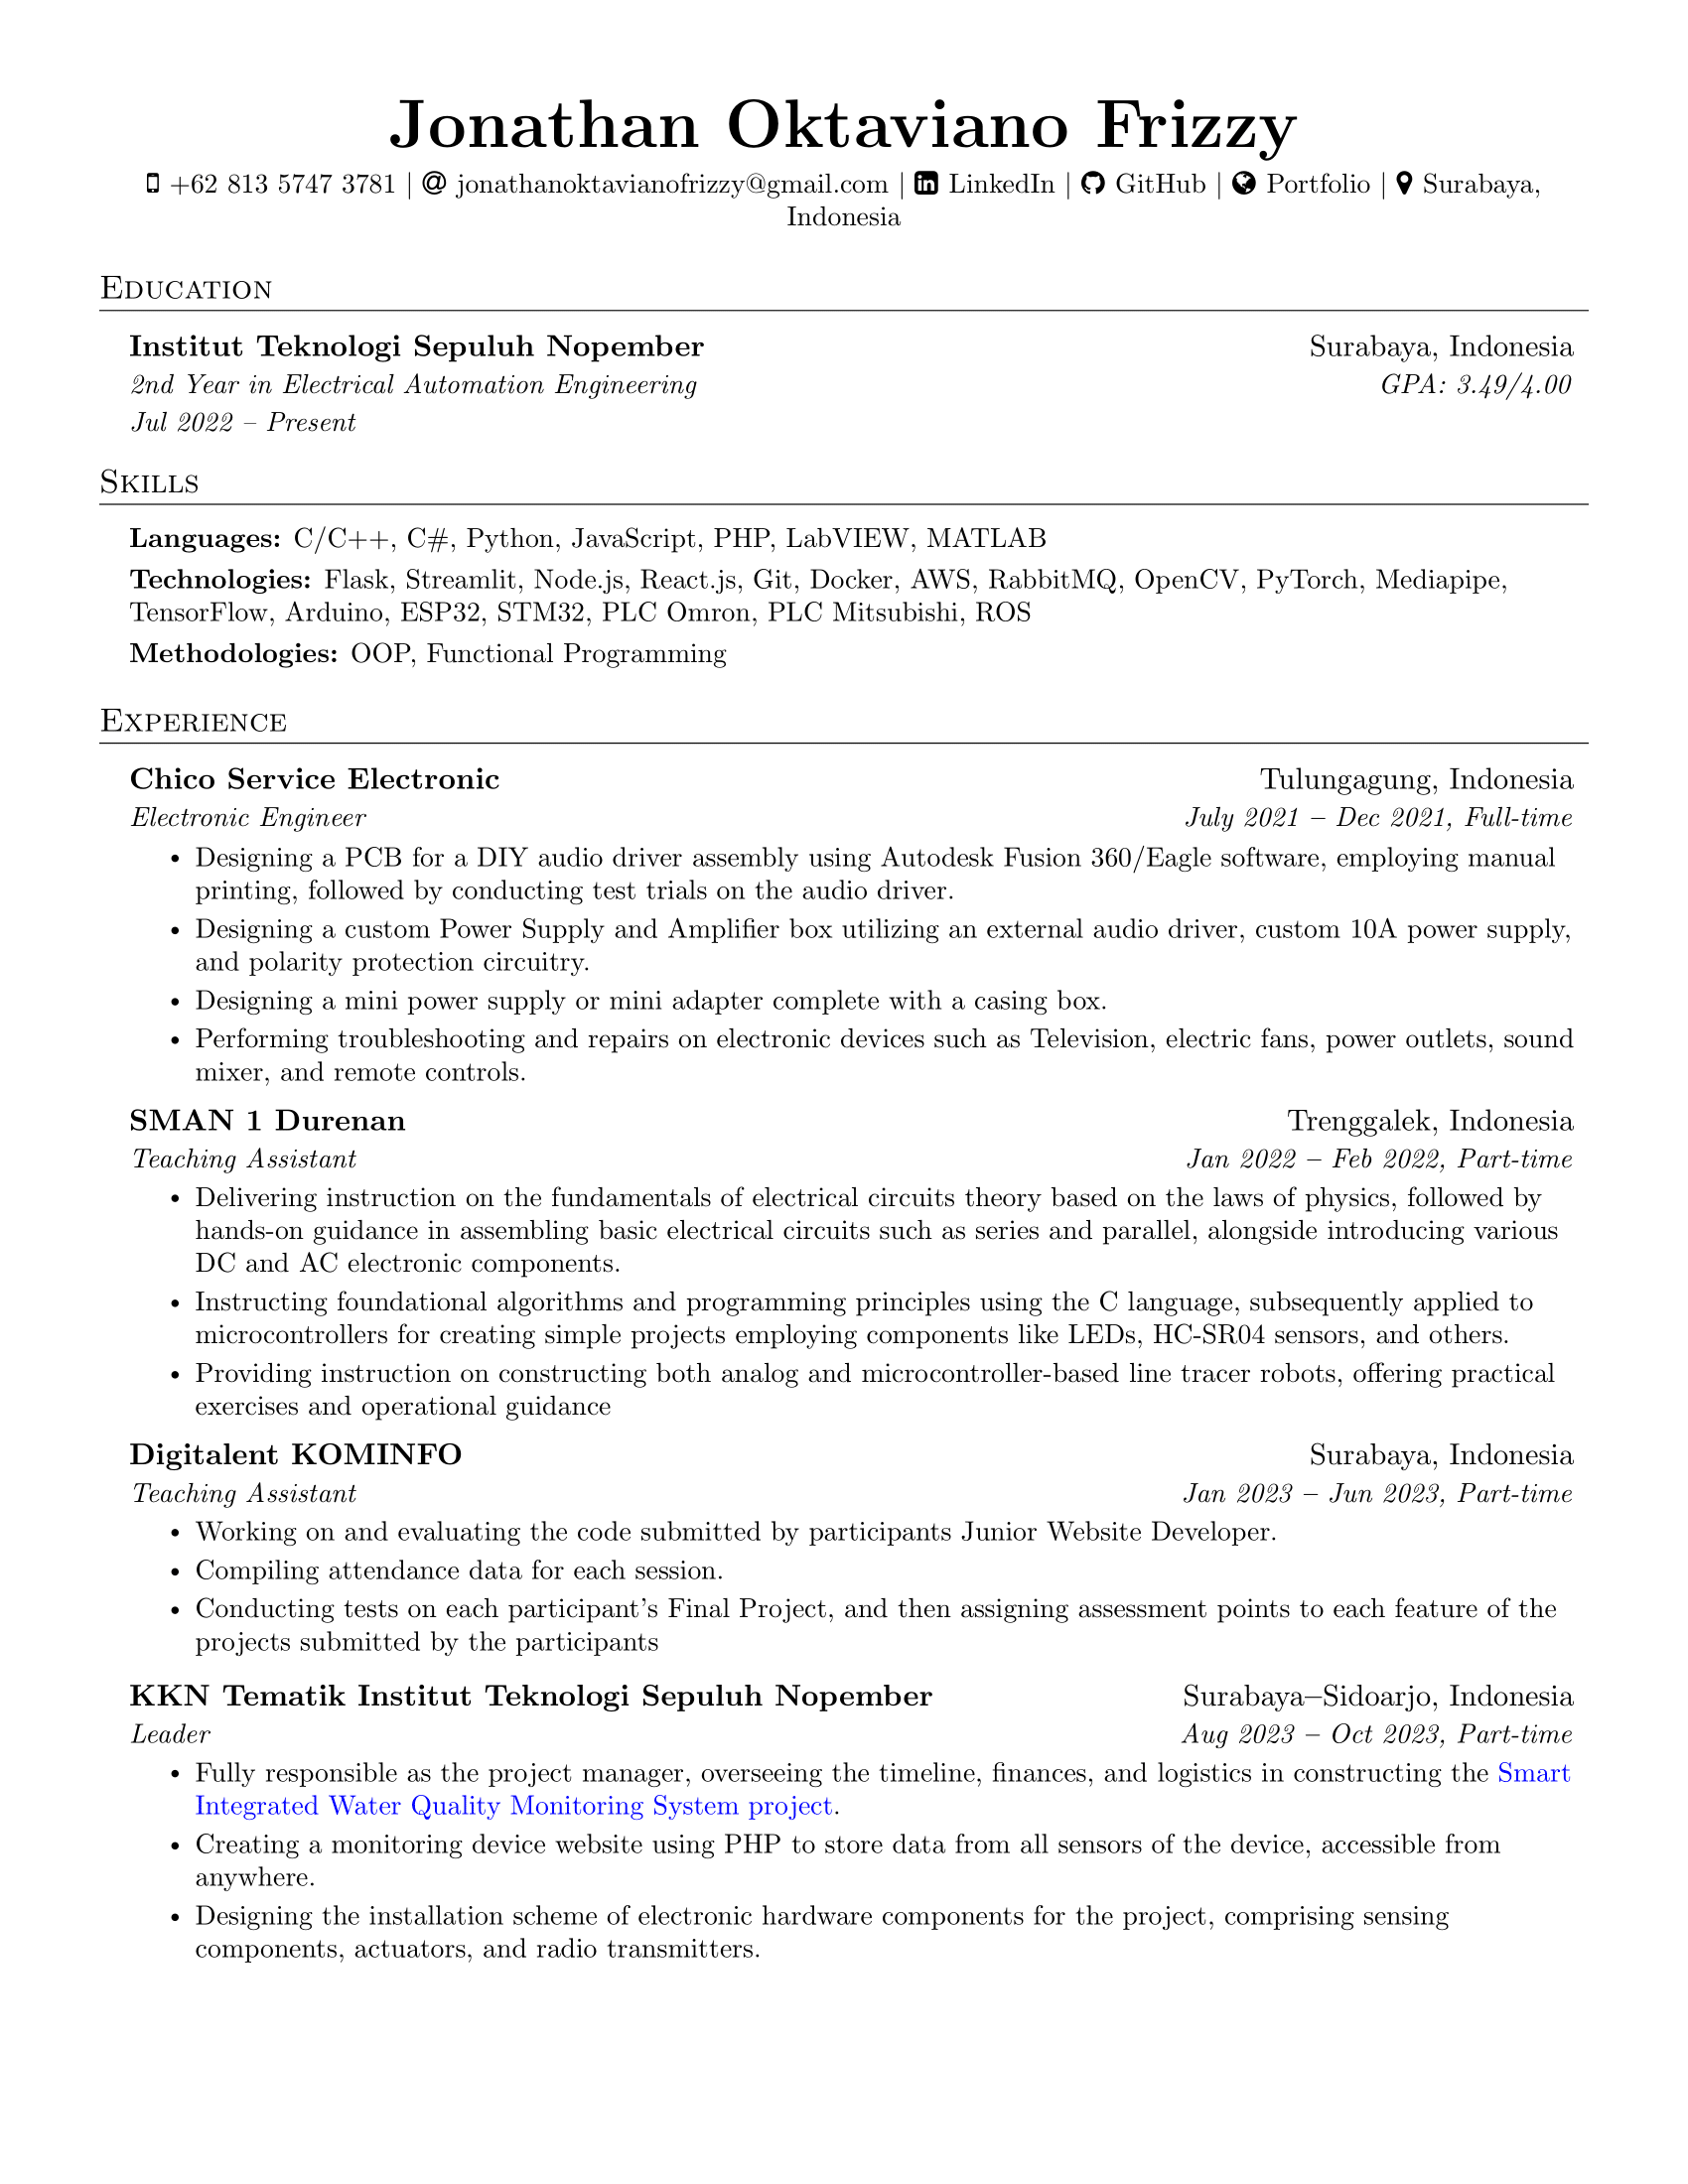 Jonathan Oktaviano Frizzy
+62 813 5747 3781 | jonathanoktavianofrizzy@gmail.com | LinkedIn | GitHub | Portfolio | Surabaya,
Indonesia
Education
Institut Teknologi Sepuluh Nopember Surabaya, Indonesia
2nd Year in Electrical Automation Engineering GPA: 3.49/4.00
Jul 2022 – Present
Skills
Languages: C/C++, C#, Python, JavaScript, PHP, LabVIEW, MATLAB
Technologies: Flask, Streamlit, Node.js, React.js, Git, Docker, AWS, RabbitMQ, OpenCV, PyTorch, Mediapipe,
TensorFlow, Arduino, ESP32, STM32, PLC Omron, PLC Mitsubishi, ROS
Methodologies: OOP, Functional Programming
Experience
Chico Service Electronic Tulungagung, Indonesia
Electronic Engineer July 2021 – Dec 2021, Full-time
• Designing a PCB for a DIY audio driver assembly using Autodesk Fusion 360/Eagle software, employing manual
printing, followed by conducting test trials on the audio driver.
• Designing a custom Power Supply and Amplifier box utilizing an external audio driver, custom 10A power supply,
and polarity protection circuitry.
• Designing a mini power supply or mini adapter complete with a casing box.
• Performing troubleshooting and repairs on electronic devices such as Television, electric fans, power outlets, sound
mixer, and remote controls.
SMAN 1 Durenan Trenggalek, Indonesia
Teaching Assistant Jan 2022 – Feb 2022, Part-time
• Delivering instruction on the fundamentals of electrical circuits theory based on the laws of physics, followed by
hands-on guidance in assembling basic electrical circuits such as series and parallel, alongside introducing various
DC and AC electronic components.
• Instructing foundational algorithms and programming principles using the C language, subsequently applied to
microcontrollers for creating simple projects employing components like LEDs, HC-SR04 sensors, and others.
• Providing instruction on constructing both analog and microcontroller-based line tracer robots, offering practical
exercises and operational guidance
Digitalent KOMINFO Surabaya, Indonesia
Teaching Assistant Jan 2023 – Jun 2023, Part-time
• Working on and evaluating the code submitted by participants Junior Website Developer.
• Compiling attendance data for each session.
• Conducting tests on each participant's Final Project, and then assigning assessment points to each feature of the
projects submitted by the participants
KKN Tematik Institut Teknologi Sepuluh Nopember Surabaya–Sidoarjo, Indonesia
Leader Aug 2023 – Oct 2023, Part-time
• Fully responsible as the project manager, overseeing the timeline, finances, and logistics in constructing the Smart
Integrated Water Quality Monitoring System project.
• Creating a monitoring device website using PHP to store data from all sensors of the device, accessible from
anywhere.
• Designing the installation scheme of electronic hardware components for the project, comprising sensing
components, actuators, and radio transmitters.